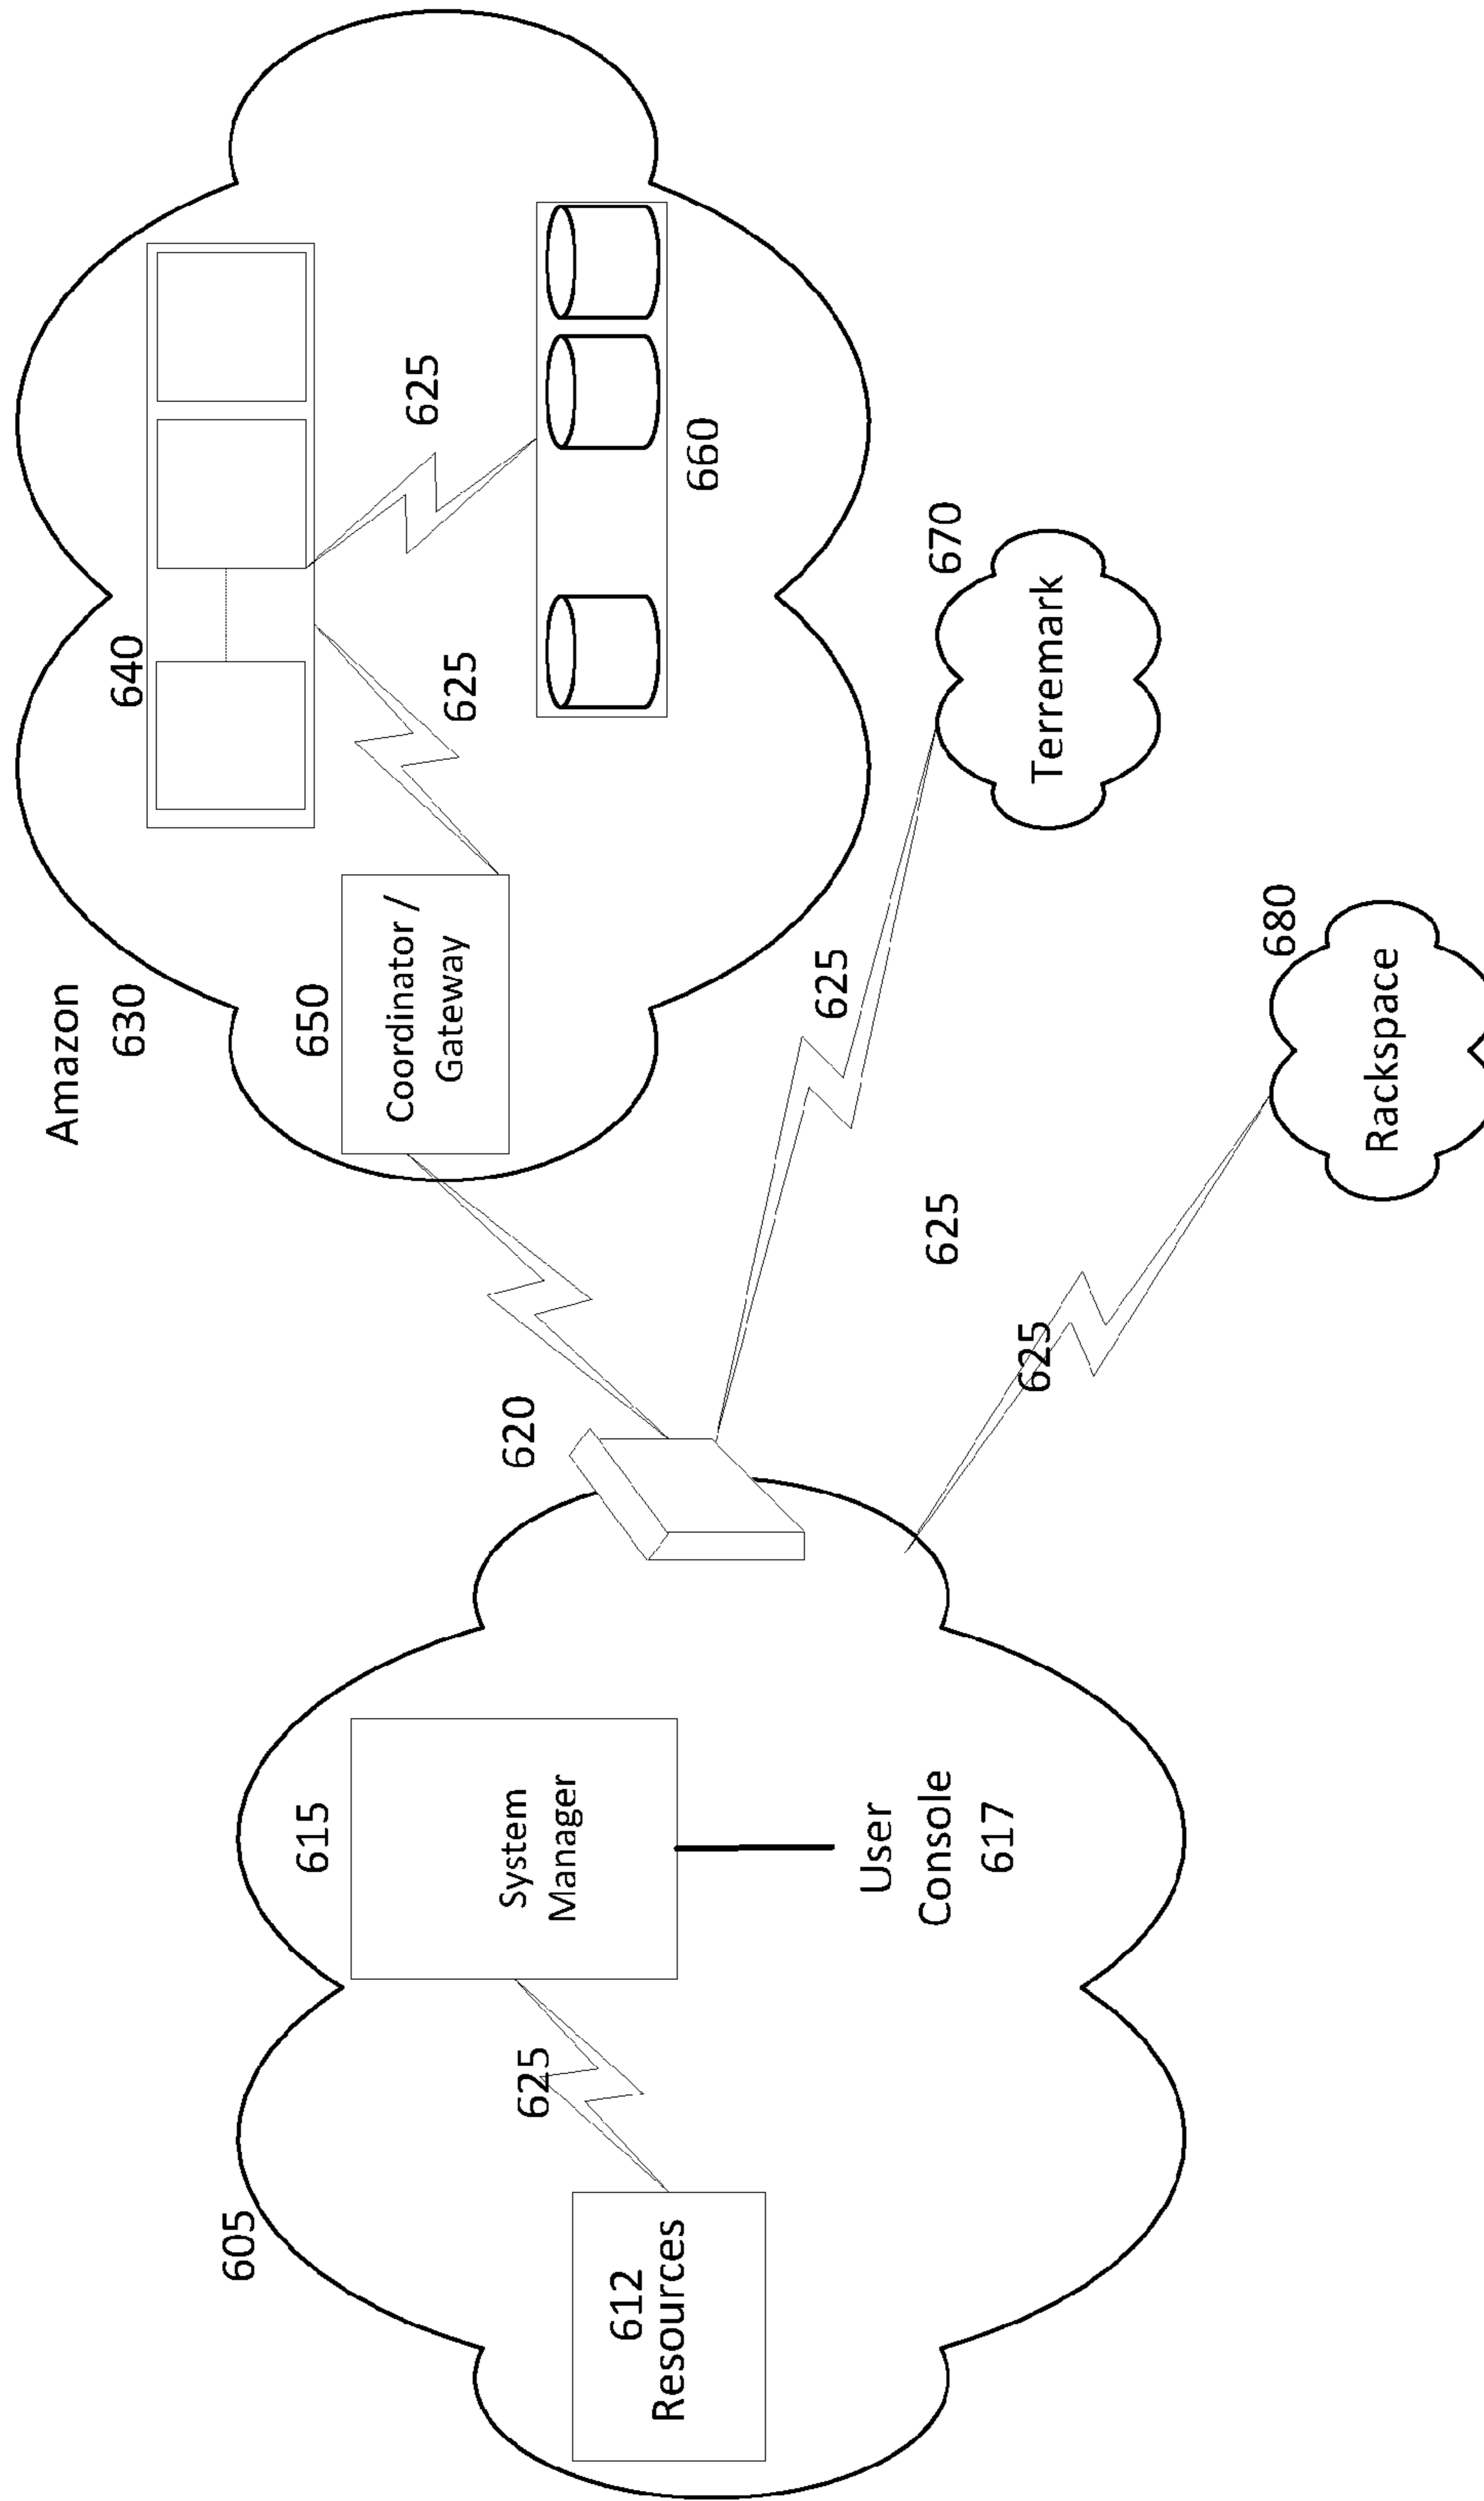 605
612
Resources
625
615
System
Manager
User
Console
617
620
625
625
625
Amazon
630
650
Coordinator /
Gateway
640
625
625
660
670
Terremark
680
Rackspace